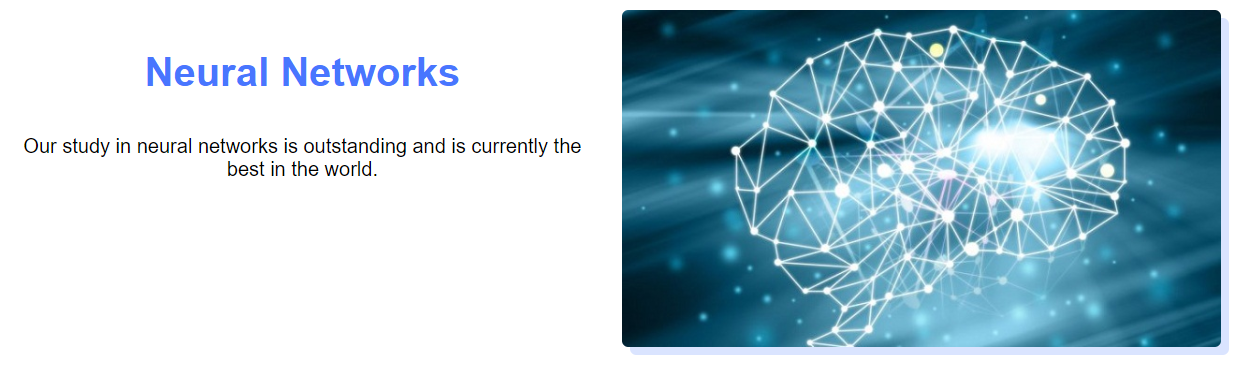 Neural Networks
Our study in neural networks is outstanding and is currently the
best in the world.